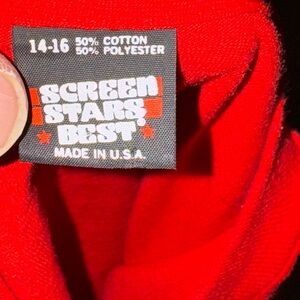 14-16 50% COTTON
50% POLYESTER
SCREEN
STARS
BEST
MADE IN U.S.A.